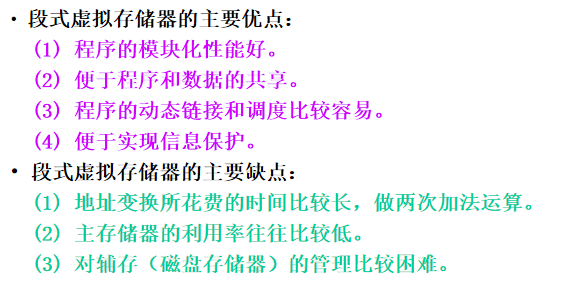 · 段式虚拟存储器的主要优点：
(1) 程序的模块化性能好。
(2) 便于程序和数据的共享。
(3) 程序的动态链接和调度比较容易。
(4) 便于实现信息保护。
· 段式虚拟存储器的主要缺点：
(1) 地址变换所花费的时间比较长，做两次加法运算。
(2) 主存储器的利用率往往比较低。
(3) 对辅存（磁盘存储器）的管理比较困难。